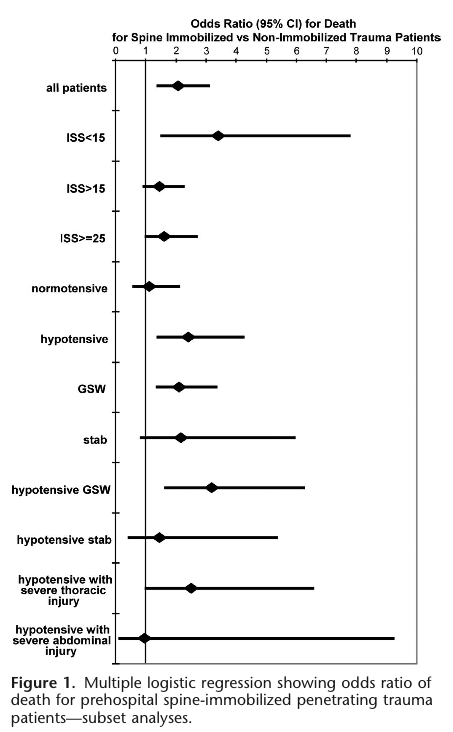 Odds Ratio (95% CI) for Death
for Spine Immobilized vs Non-Immobilized Trauma Patients
0 1 2 3 4 5 6 7 8 9 10
all patients
ISS<15
ISS>15
ISS>=25
normotensive
hypotensive
GSW
stab
hypotensive GSW
hypotensive stab
hypotensive with
severe thoracic
injury
hypotensive with
severe abdominal
injury
Figure 1. Multiple logistic regression showing odds ratio of
death for prehospital spine-immobilized penetrating trauma
patients—subset analyses.